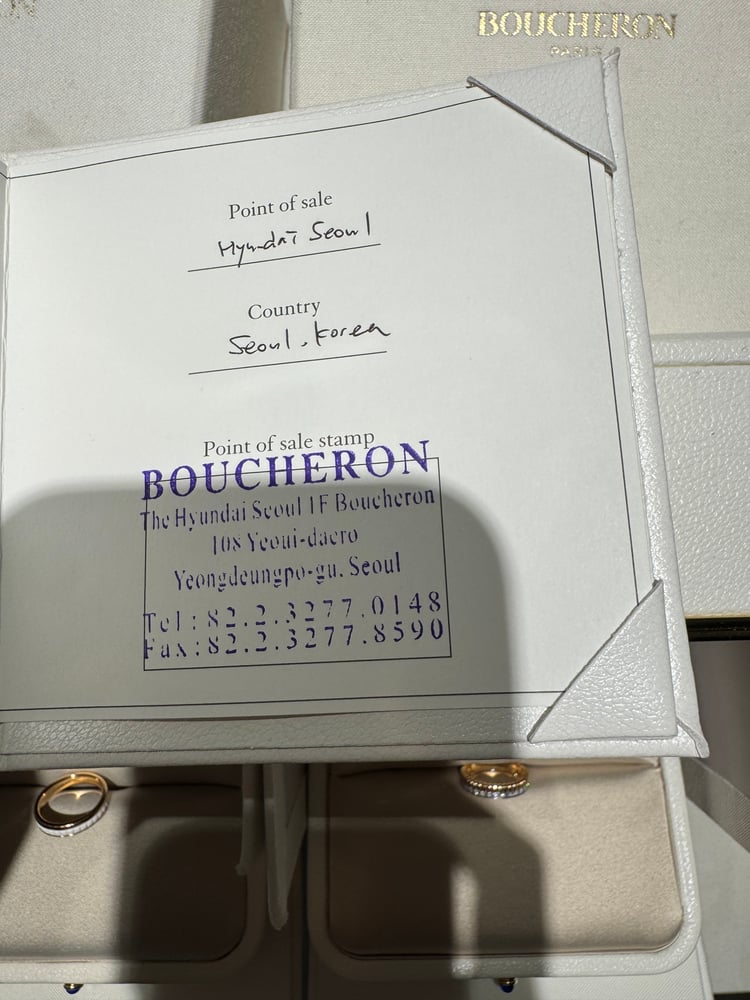 BOUCHERON
PARIS
Point of sale
Hyundai Seoul
Country
Seoul, Korea
Point of sale stamp
BOUCHERON
The Hyundai Seoul 1F Boucheron
108 Yeoui-daero
Yeongdeungpo-gu. Seoul
Tel:82.2.3277.0148
Fax:82.2.3277.8590